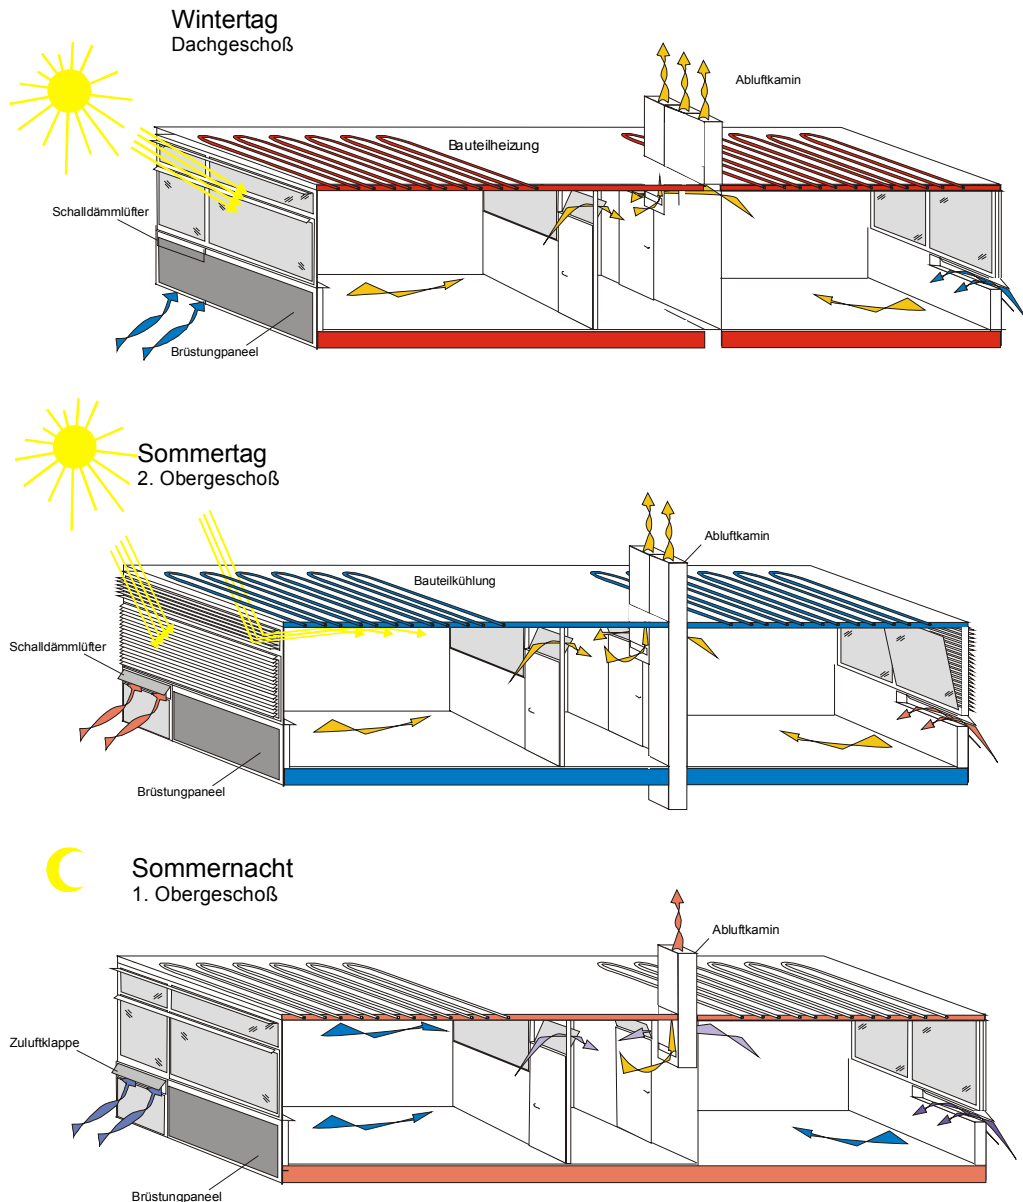 Wintertag
Dachgeschoß
Abluftkamin
Bauteilheizung
Schalldämmlüfter
Brüstungpaneel
Sommertag
2. Obergeschoß
Abluftkamin
Bauteilkühlung
Schalldämmlüfter
Brüstungpaneel
Sommernacht
1. Obergeschoß
Abluftkamin
Zuluftklappe
Brüstungpaneel